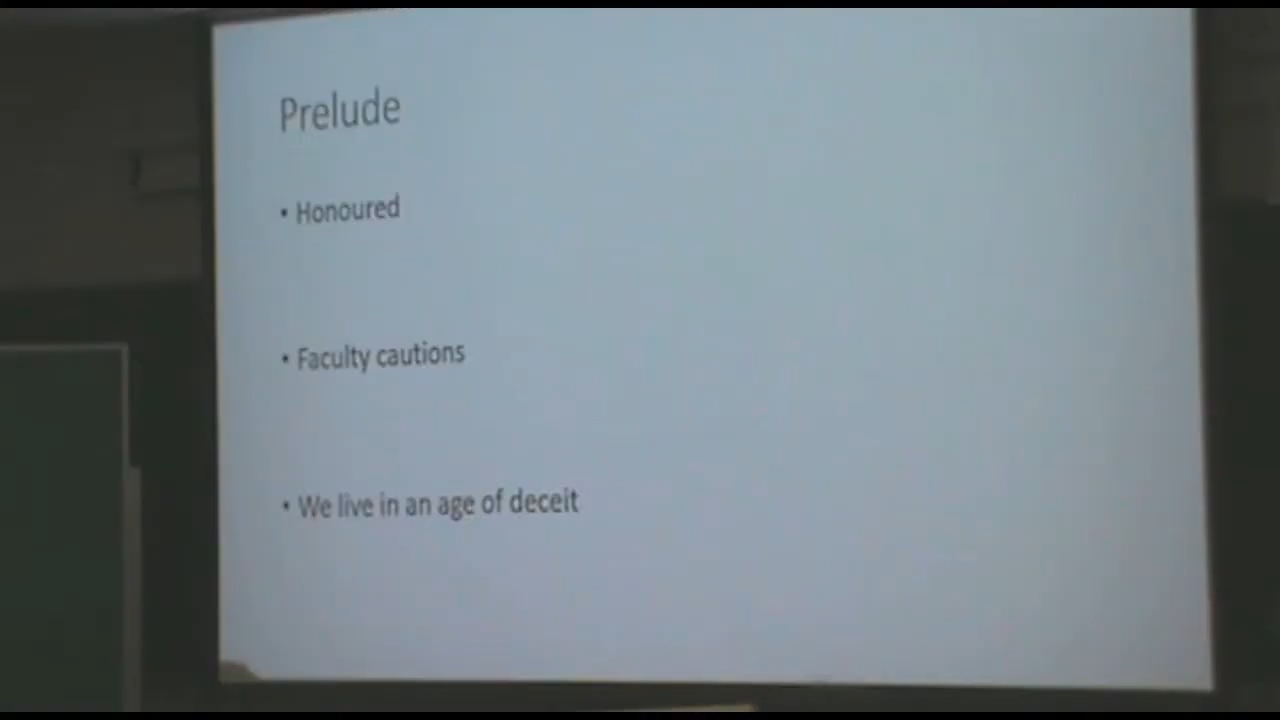 Prelude
• Honoured
• Faculty cautions
• We live in an age of deceit